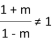 (1 + m)/(1 - m) ≠ 1